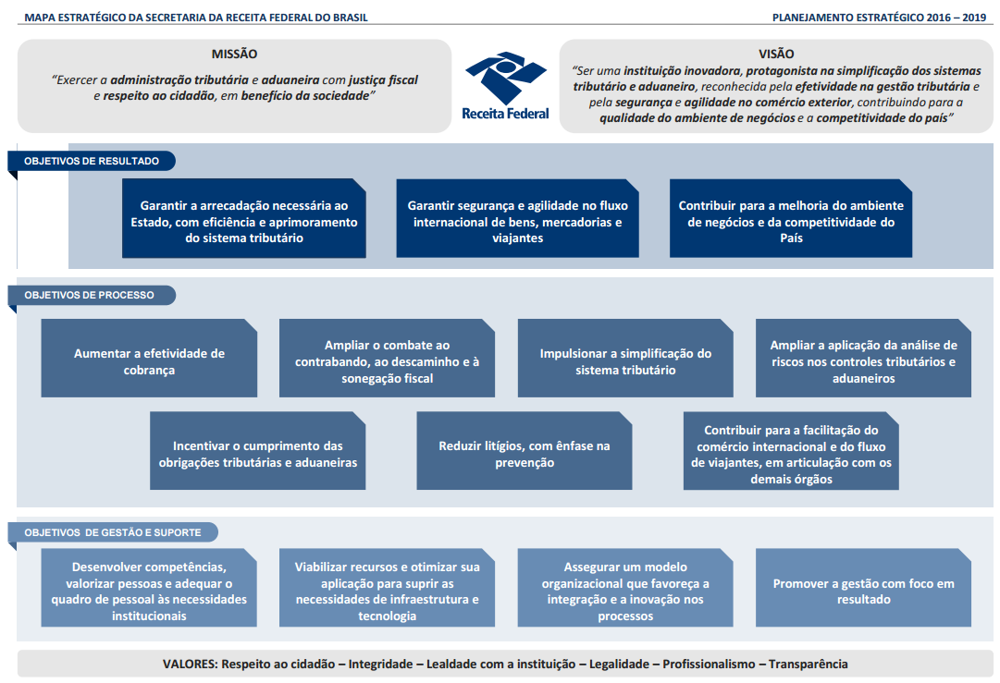 MAPA ESTRATÉGICO DA SECRETARIA DA RECEITA FEDERAL DO BRASIL
PLANEJAMENTO ESTRATÉGICO 2016 – 2019
MISSÃO
“Exercer a administração tributária e aduaneira com justiça fiscal
e respeito ao cidadão, em benefício da sociedade”
Receita Federal
VISÃO
“Ser uma instituição inovadora, protagonista na simplificação dos sistemas
tributário e aduaneiro, reconhecida pela efetividade na gestão tributária e
pela segurança e agilidade no comércio exterior, contribuindo para a
qualidade do ambiente de negócios e a competitividade do país”
OBJETIVOS DE RESULTADO
Garantir a arrecadação necessária ao
Estado, com eficiência e aprimoramento
do sistema tributário
Garantir segurança e agilidade no fluxo
internacional de bens, mercadorias e
viajantes
Contribuir para a melhoria do ambiente
de negócios e da competitividade do
País
OBJETIVOS DE PROCESSO
Aumentar a efetividade de
cobrança
Ampliar o combate ao
contrabando, ao descaminho e à
sonegação fiscal
Impulsionar a simplificação do
sistema tributário
Ampliar a aplicação da análise de
riscos nos controles tributários e
aduaneiros
Incentivar o cumprimento das
obrigações tributárias e aduaneiras
Reduzir litígios, com ênfase na
prevenção
Contribuir para a facilitação do
comércio internacional e do fluxo
de viajantes, em articulação com os
demais órgãos
OBJETIVOS DE GESTÃO E SUPORTE
Desenvolver competências,
valorizar pessoas e adequar o
quadro de pessoal às necessidades
institucionais
Viabilizar recursos e otimizar sua
aplicação para suprir as
necessidades de infraestrutura e
tecnologia
Assegurar um modelo
organizacional que favoreça a
integração e a inovação nos
processos
Promover a gestão com foco em
resultado
VALORES: Respeito ao cidadão – Integridade – Lealdade com a instituição – Legalidade – Profissionalismo – Transparência